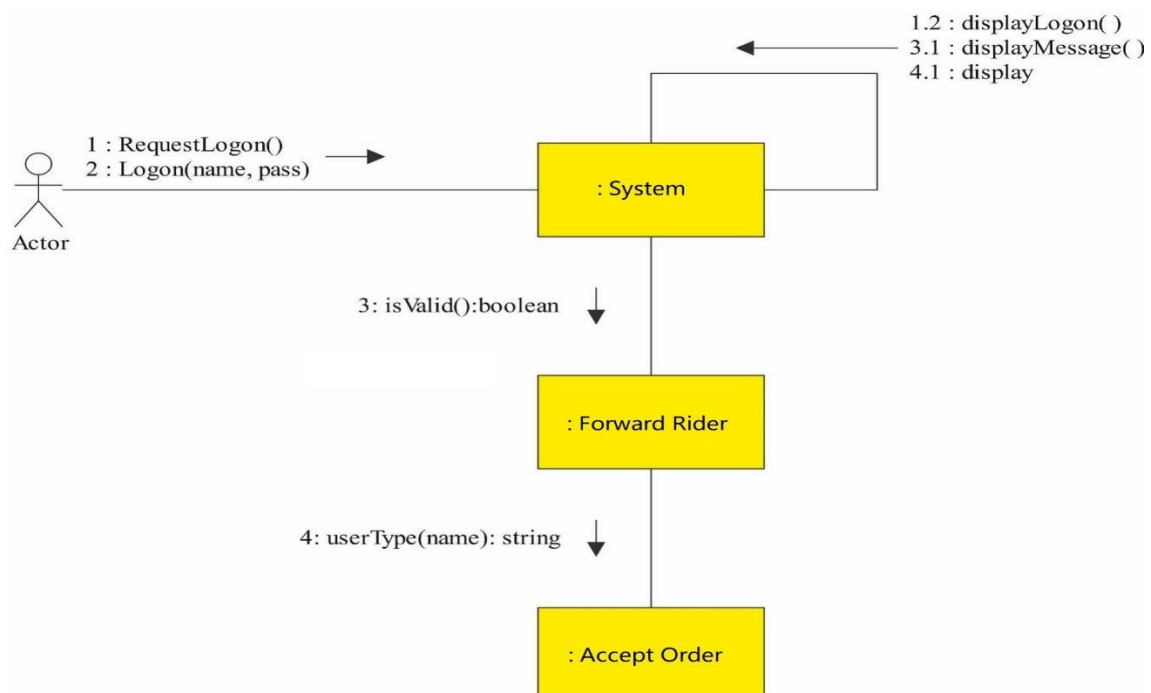 1.2 : displayLogon( )
3.1 : displayMessage( )
4.1 : display
1 : RequestLogon()
2 : Logon(name, pass)
: System
Actor
3: isValid():boolean
: Forward Rider
4: userType(name): string
: Accept Order